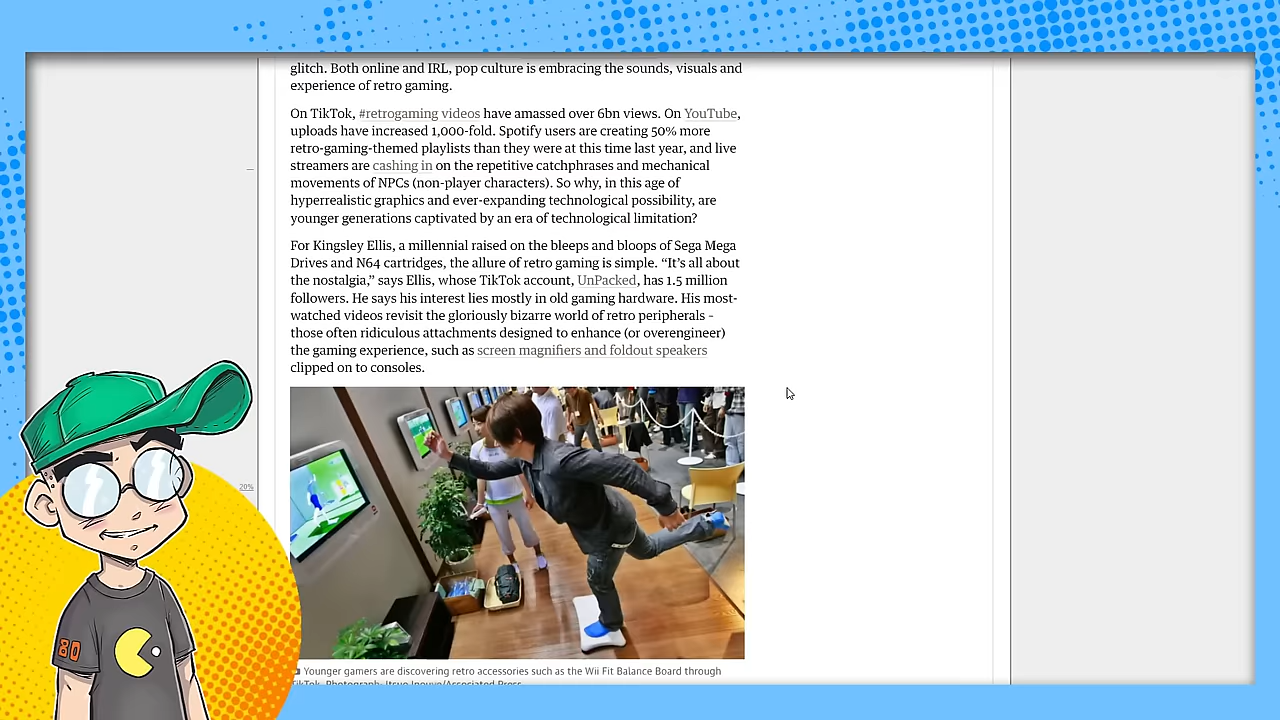 glitch. Both online and IRL, pop culture is embracing the sounds, visuals and
experience of retro gaming.
On TikTok, #retrogaming videos have amassed over 6bn views. On YouTube,
uploads have increased 1,000-fold. Spotify users are creating 50% more
retro-gaming-themed playlists than they were at this time last year, and live
streamers are cashing in on the repetitive catchphrases and mechanical
movements of NPCs (non-player characters). So why, in this age of
hyperrealistic graphics and ever-expanding technological possibility, are
younger generations captivated by an era of technological limitation?
For Kingsley Ellis, a millennial raised on the bleeps and bloops of Sega Mega
Drives and N64 cartridges, the allure of retro gaming is simple. “It’s all about
the nostalgia,” says Ellis, whose TikTok account, UnPacked, has 1.5 million
followers. He says his interest lies mostly in old gaming hardware. His most-
watched videos revisit the gloriously bizarre world of retro peripherals –
those often ridiculous attachments designed to enhance (or overengineer)
the gaming experience, such as screen magnifiers and foldout speakers
clipped on to consoles.
20%
80
Younger gamers are discovering retro accessories such as the Wii Fit Balance Board through
TikTok. Photograph: Itsuo Inouye/Associated Press